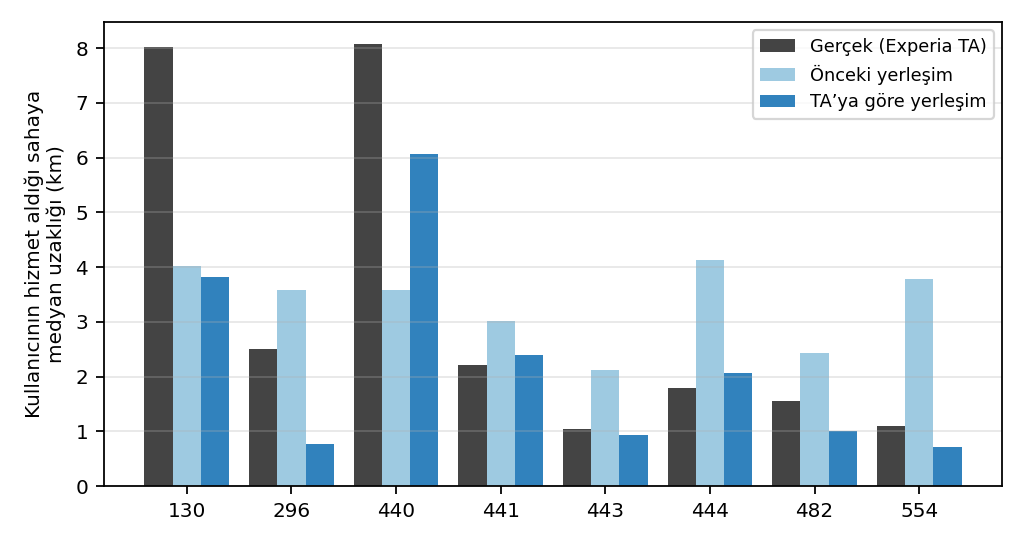 Kullanıcının hizmet aldığı sahaya
medyan uzaklığı (km)
8
7
6
5
4
3
2
1
0
130 296 440 441 443 444 482 554
Gerçek (Experia TA)
Önceki yerleşim
TA’ya göre yerleşim